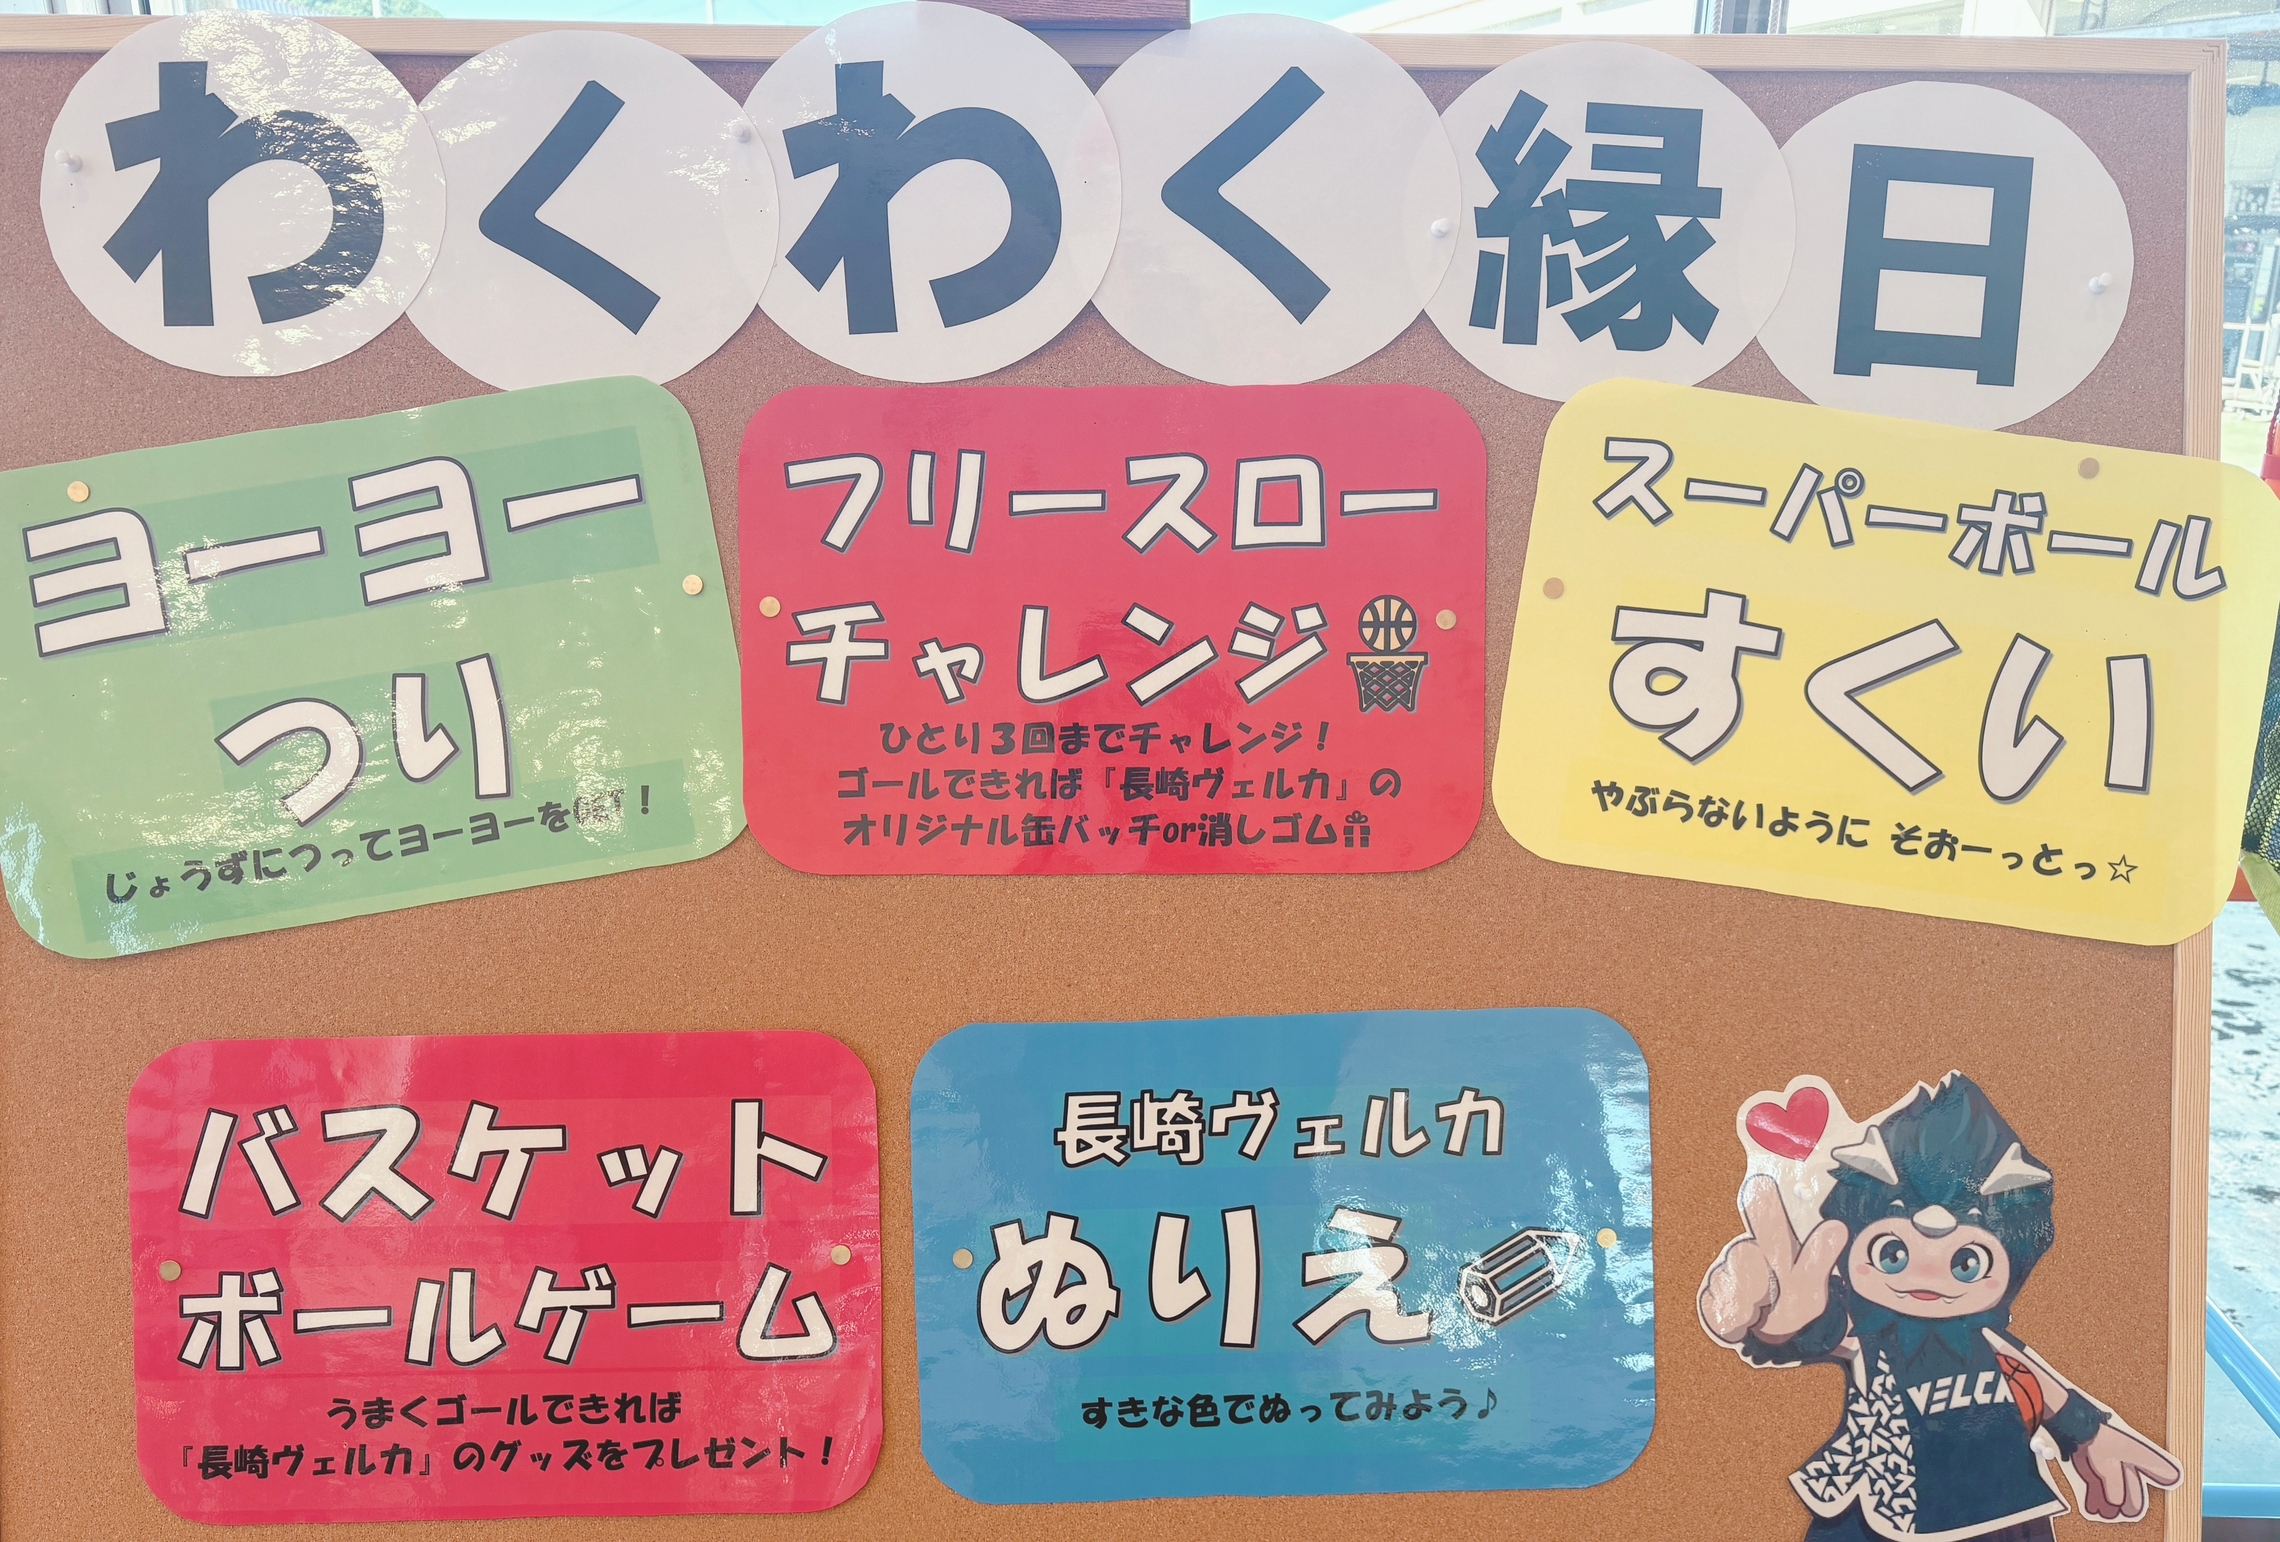 わくわく縁日
ヨーヨー
つり
じょうずにつってヨーヨーをGET！
フリースロー
チャレンジ
ひとり3回までチャレンジ！
ゴールできれば『長崎ヴェルカ』の
オリジナル缶バッチor消しゴム
スーパーボール
すくい
やぶらないように そおーっとっ☆
バスケット
ボールゲーム
うまくゴールできれば
『長崎ヴェルカ』のグッズをプレゼント！
長崎ヴェルカ
ぬりえ
すきな色でぬってみよう♪